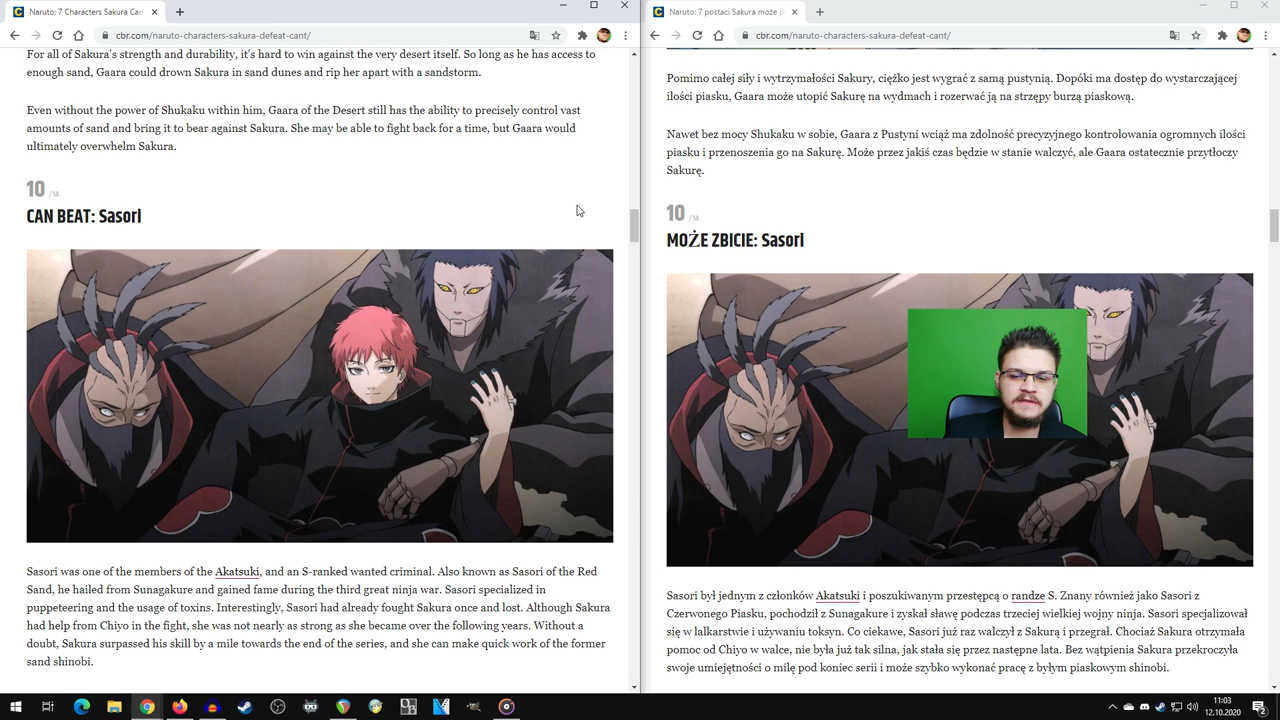 Naruto: 7 Characters Sakura Can
cbr.com/naruto-characters-sakura-defeat-cant/
For all of Sakura's strength and durability, it's hard to win against the very desert itself. So long as he has access to
enough sand, Gaara could drown Sakura in sand dunes and rip her apart with a sandstorm.
Even without the power of Shukaku within him, Gaara of the Desert still has the ability to precisely control vast
amounts of sand and bring it to bear against Sakura. She may be able to fight back for a time, but Gaara would
ultimately overwhelm Sakura.
10 / 14
CAN BEAT: Sasori
Sasori was one of the members of the Akatsuki, and an S-ranked wanted criminal. Also known as Sasori of the Red
Sand, he hailed from Sunagakure and gained fame during the third great ninja war. Sasori specialized in
puppeteering and the usage of toxins. Interestingly, Sasori had already fought Sakura once and lost. Although Sakura
had help from Chiyo in the fight, she was not nearly as strong as she became over the following years. Without a
doubt, Sakura surpassed his skill by a mile towards the end of the series, and she can make quick work of the former
sand shinobi.
Naruto: 7 postaci Sakura może p
cbr.com/naruto-characters-sakura-defeat-cant/
Pomimo całej siły i wytrzymałości Sakury, ciężko jest wygrać z samą pustynią. Dopóki ma dostęp do wystarczającej
ilości piasku, Gaara może utopić Sakurę na wydmach i rozerwać ją na strzępy burzą piaskową.
Nawet bez mocy Shukaku w sobie, Gaara z Pustyni wciąż ma zdolność precyzyjnego kontrolowania ogromnych ilości
piasku i przenoszenia go na Sakurę. Może przez jakiś czas będzie w stanie walczyć, ale Gaara ostatecznie przytłoczy
Sakurę.
10 / 14
MOŻE ZBICIE: Sasori
Sasori był jednym z członków Akatsuki i poszukiwanym przestępcą o randze S. Znany również jako Sasori z
Czerwonego Piasku, pochodził z Sunagakure i zyskał sławę podczas trzeciej wielkiej wojny ninja. Sasori specjalizował
się w lalkarstwie i używaniu toksyn. Co ciekawe, Sasori już raz walczył z Sakurą i przegrał. Chociaż Sakura otrzymała
pomoc od Chiyo w walce, nie była już tak silna, jak stała się przez następne lata. Bez wątpienia Sakura przekroczyła
swoje umiejętności o milę pod koniec serii i może szybko wykonać pracę z byłym piaskowym shinobi.
11:03
12.10.2020
2